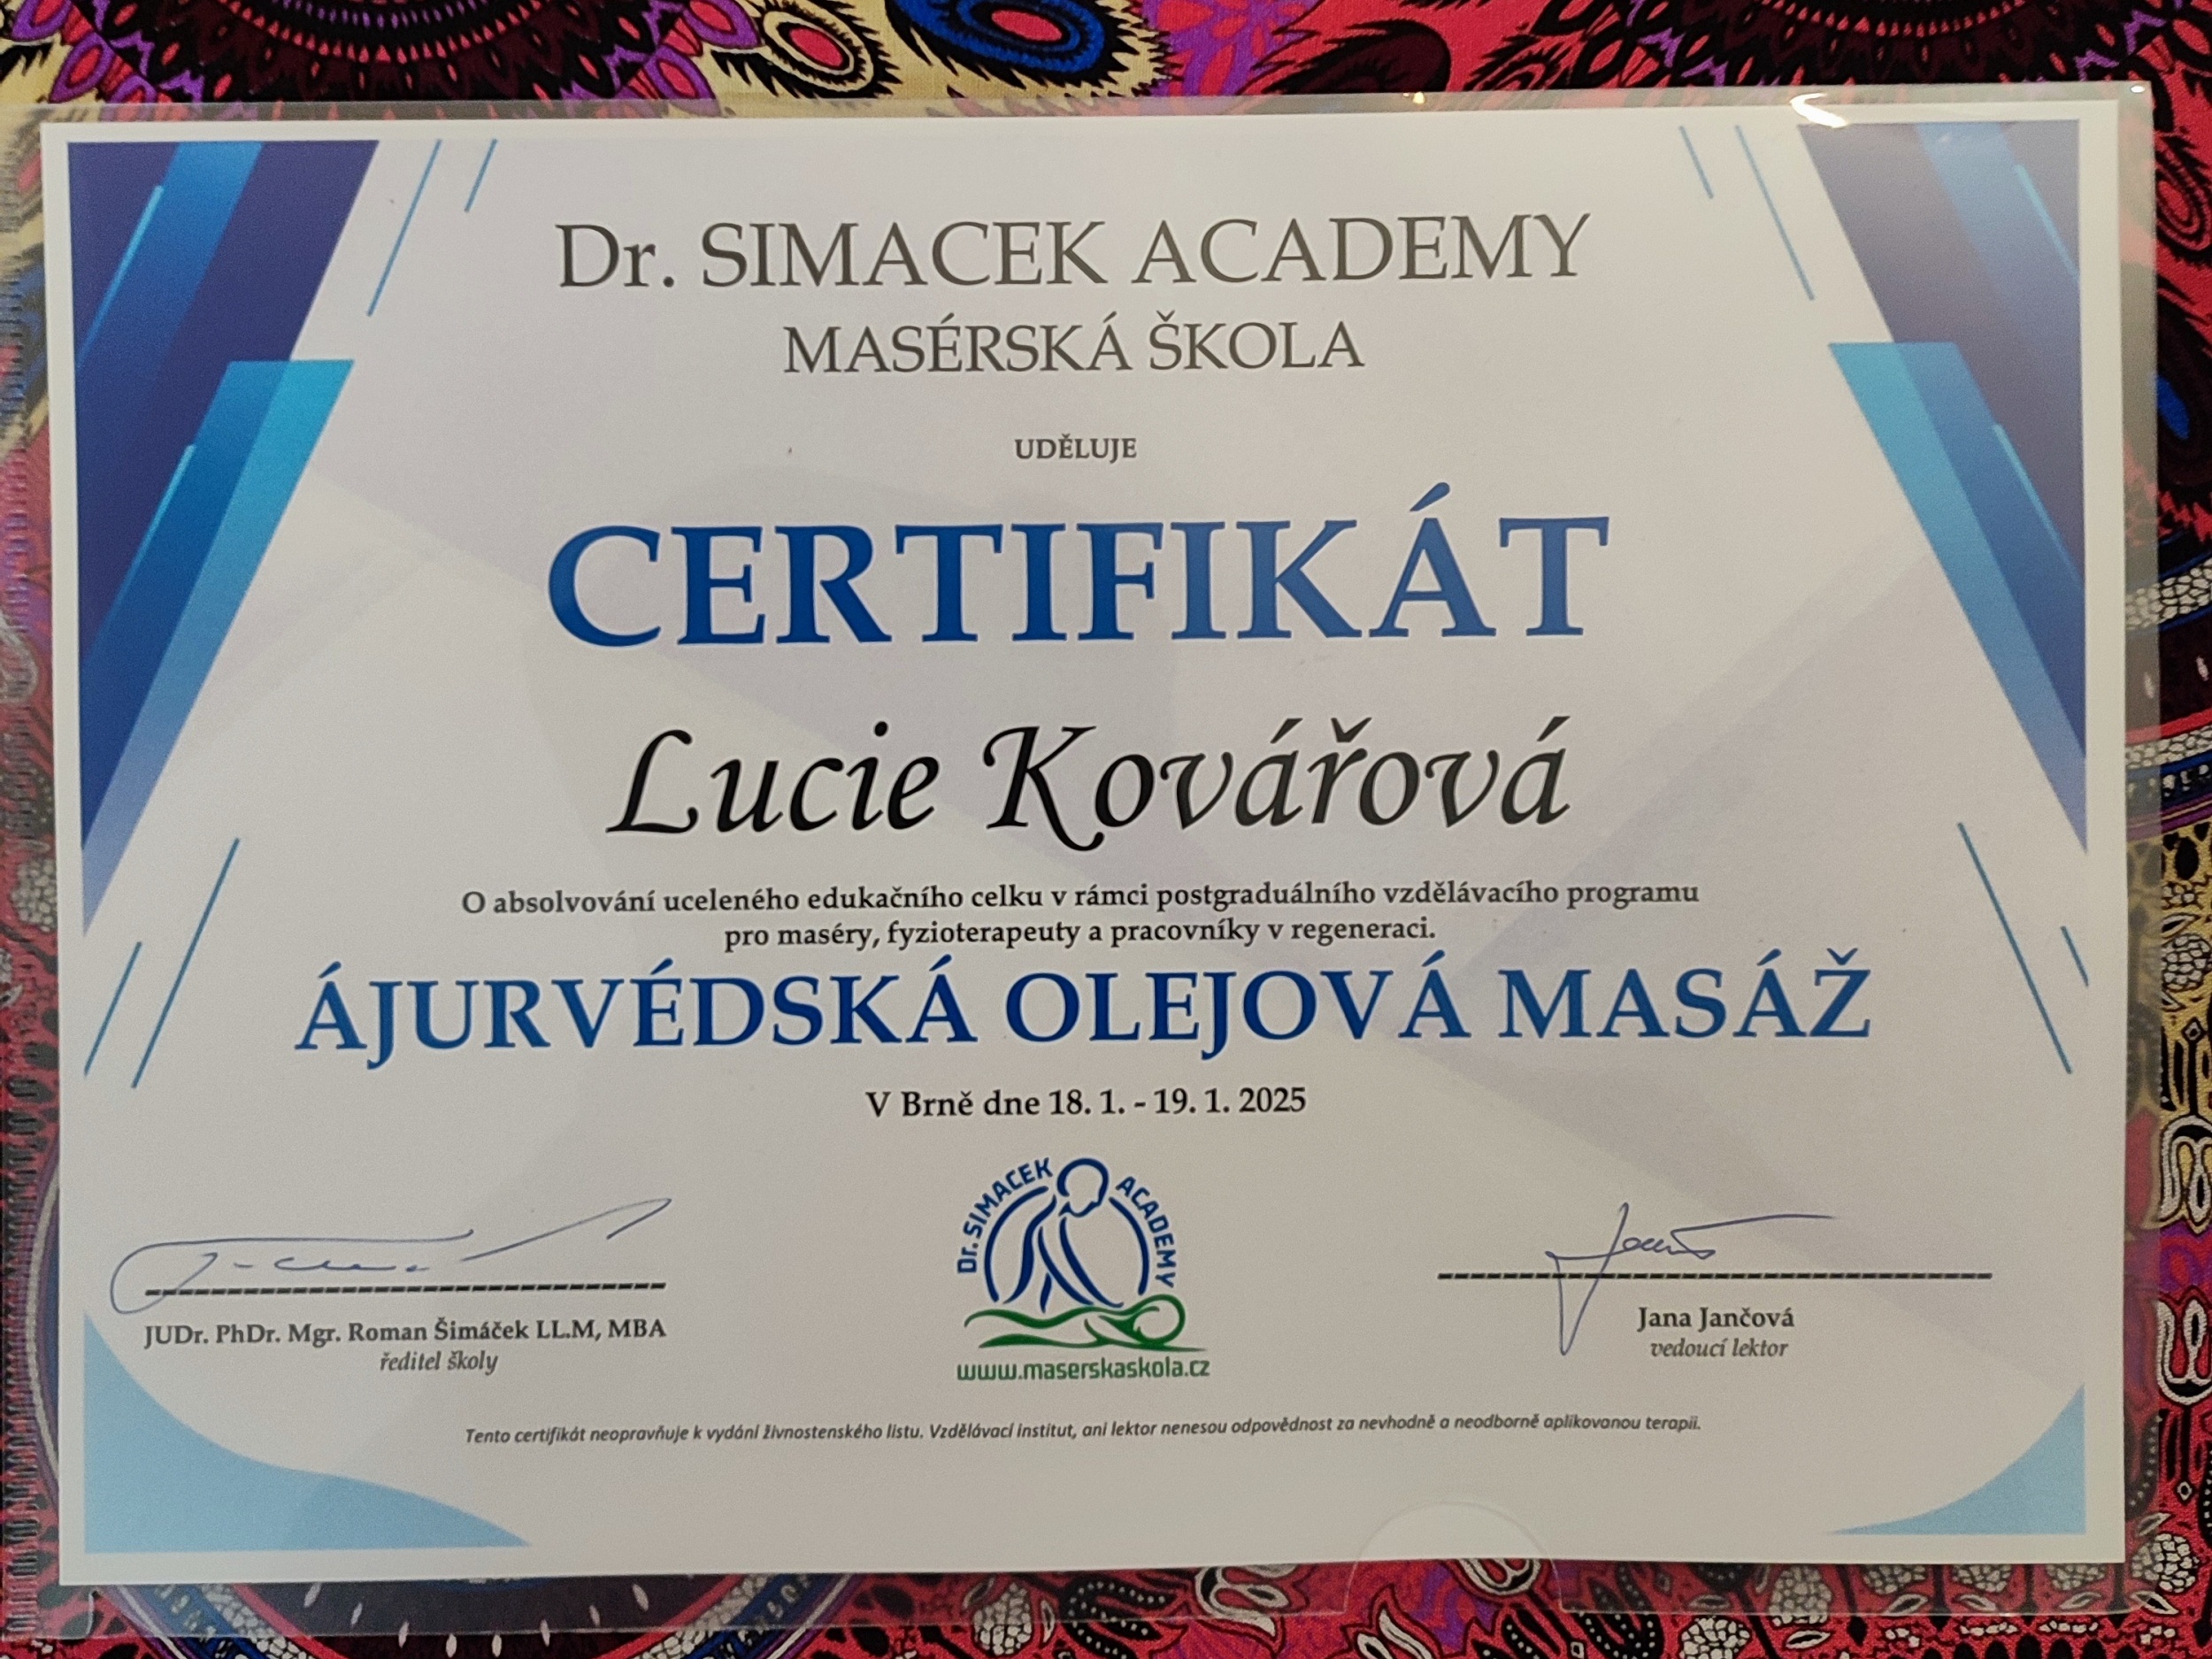 Dr. SIMACEK ACADEMY
MASÉRSKÁ ŠKOLA
UDĚLUJE
CERTIFIKÁT
Lucie Kovářová
O absolvování uceleného edukačního celku v rámci postgraduálního vzdělávacího programu
pro maséry, fyzioterapeuty a pracovníky v regeneraci.
ÁJURVÉDSKÁ OLEJOVÁ MASÁŽ
V Brně dne 18. 1. - 19. 1. 2025
Dr. SIMACEK ACADEMY
www.maserskaskola.cz
JUDr. PhDr. Mgr. Roman Šimáček LL.M, MBA
ředitel školy
Jana Jančová
vedoucí lektor
Tento certifikát neopravňuje k vydání živnostenského listu. Vzdělávací institut, ani lektor nenesou odpovědnost za nevhodně a neodborně aplikovanou terapii.